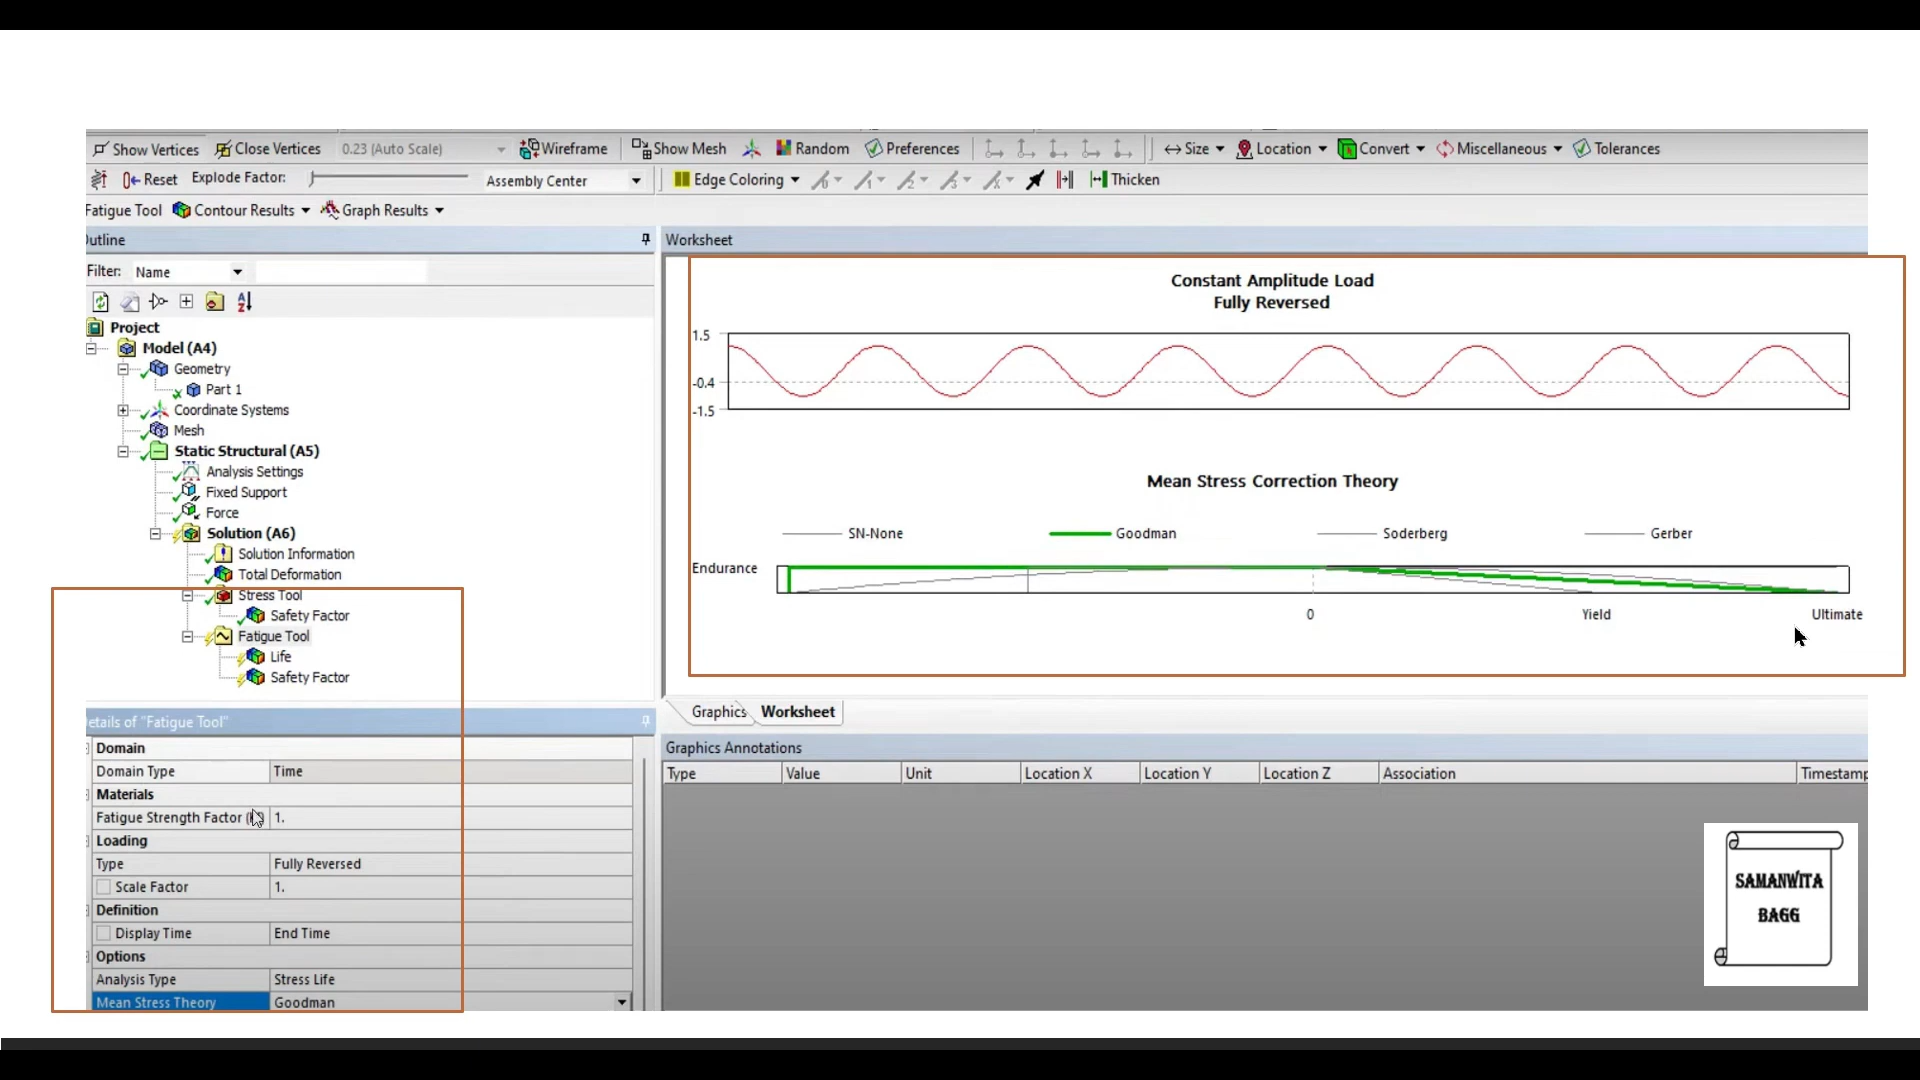 Show Vertices Close Vertices 0.23 (Auto Scale) Wireframe Show Mesh Random Preferences Size Location Convert Miscellaneous Tolerances
Reset Explode Factor: Assembly Center Edge Coloring Thicken
Fatigue Tool Contour Results Graph Results
utline
Filter: Name
Project
Model (A4)
Geometry
Part 1
Coordinate Systems
Mesh
Static Structural (A5)
Analysis Settings
Fixed Support
Force
Solution (A6)
Solution Information
Total Deformation
Stress Tool
Safety Factor
Fatigue Tool
Life
Safety Factor
etails of "Fatigue Tool"
Domain
Domain Type Time
Materials
Fatigue Strength Factor 1.
Loading
Type Fully Reversed
Scale Factor 1.
Definition
Display Time End Time
Options
Analysis Type Stress Life
Mean Stress Theory Goodman
Worksheet
Constant Amplitude Load
Fully Reversed
1.5
-0.4
-1.5
Mean Stress Correction Theory
SN-None Goodman Soderberg Gerber
Endurance
0 Yield Ultimate
Graphics Worksheet
Graphics Annotations
Type Value Unit Location X Location Y Location Z Association Timestamp
SAMANWITA
BAGG